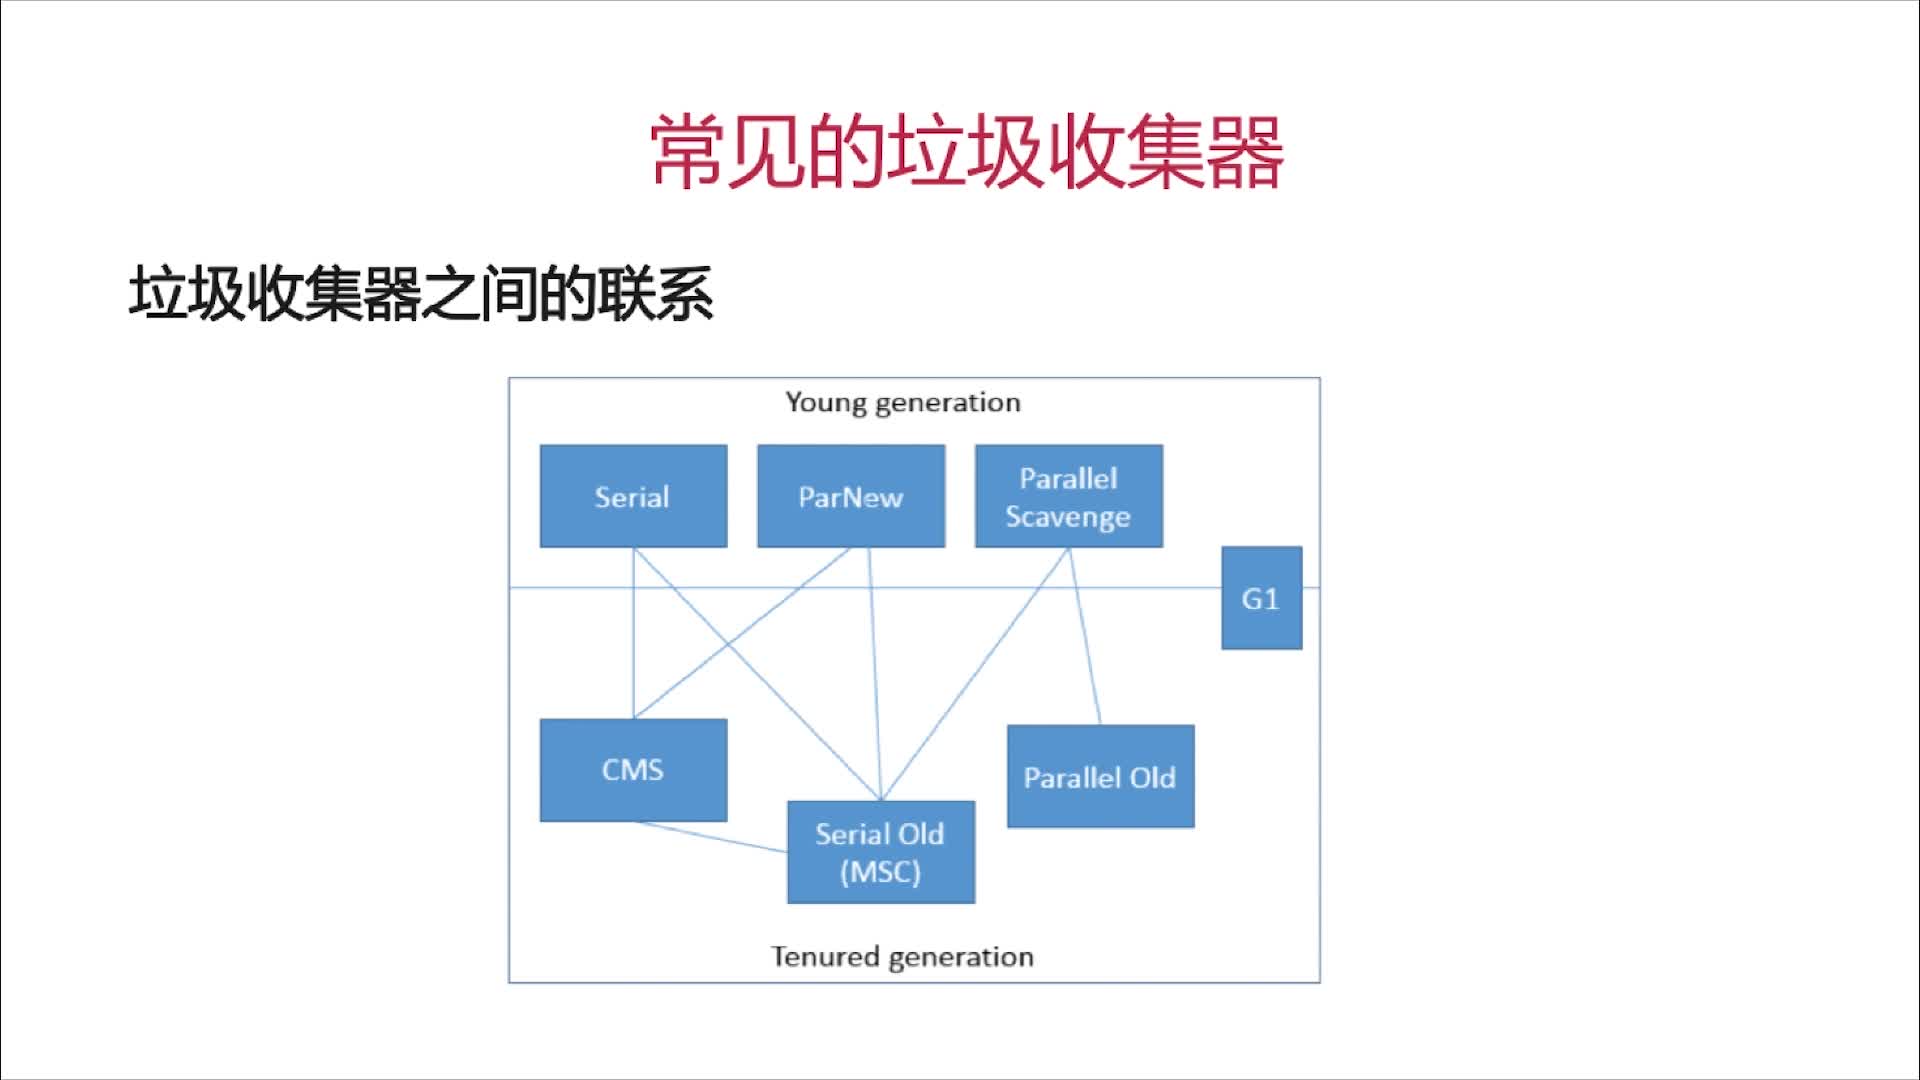 常见的垃圾收集器
垃圾收集器之间的联系
Young generation
Serial
ParNew
Parallel
Scavenge
G1
CMS
Parallel Old
Serial Old
(MSC)
Tenured generation